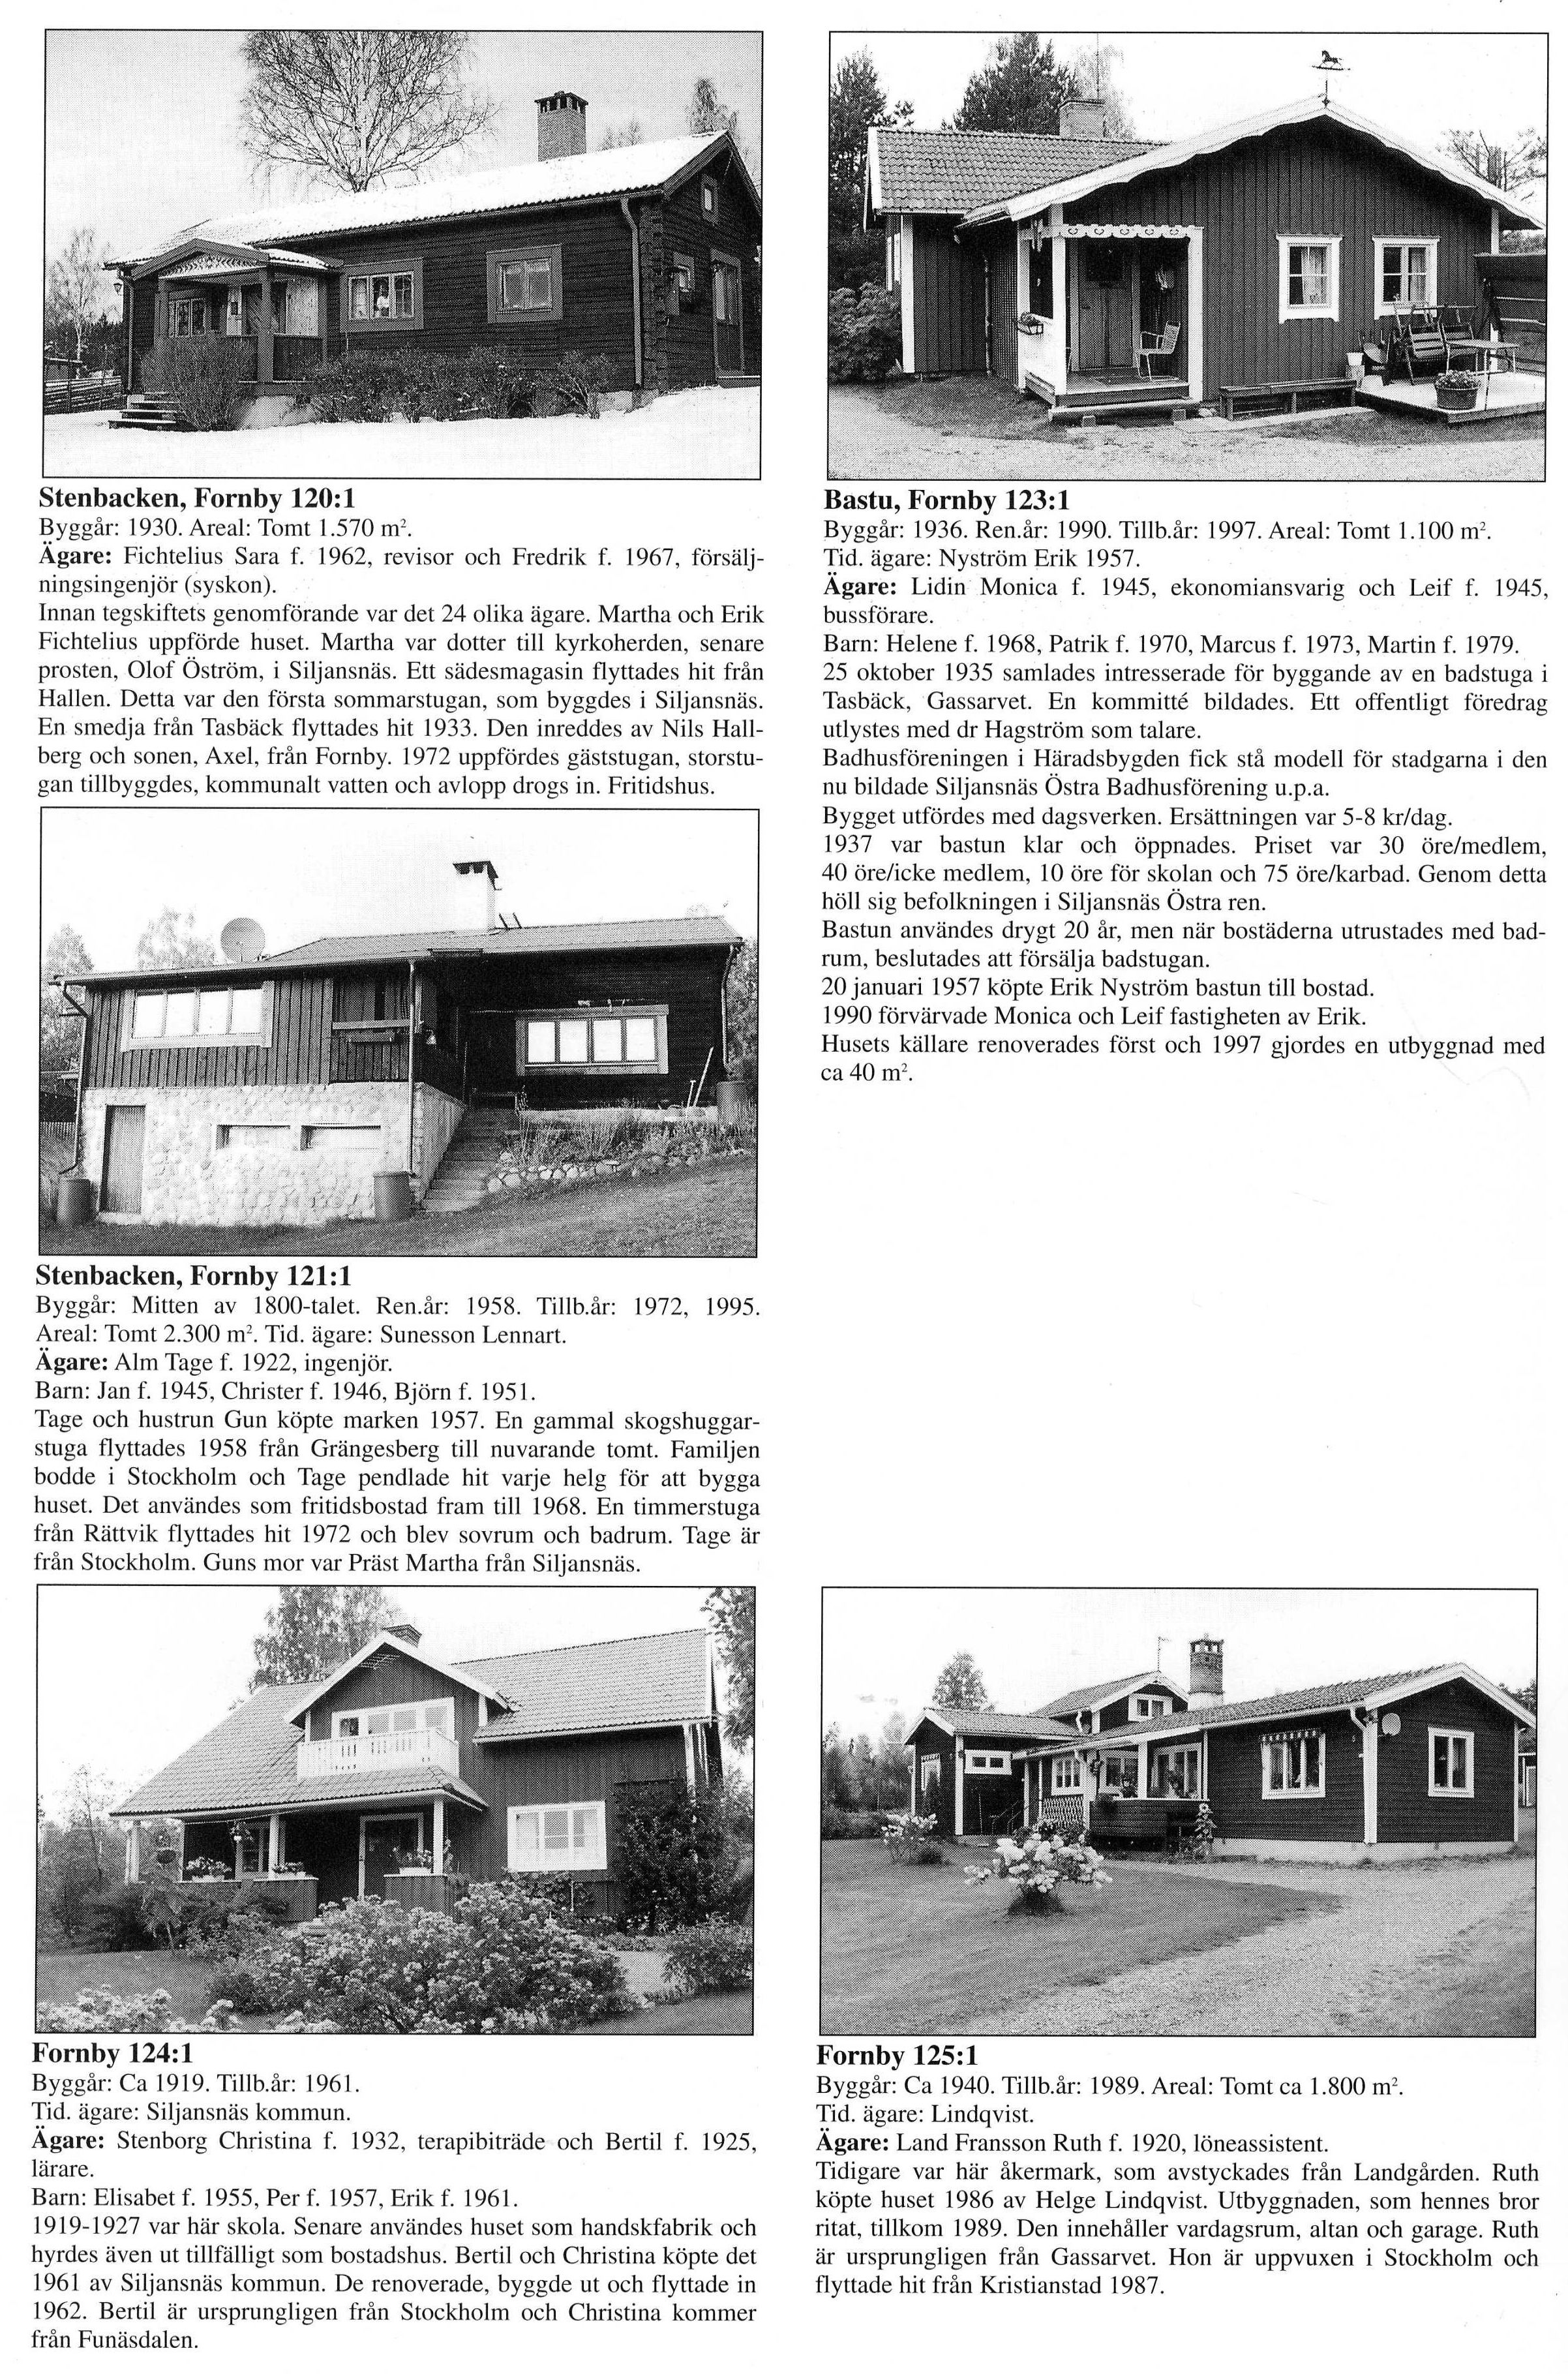 Stenbacken, Fornby 120:1
Byggår: 1930. Areal: Tomt 1.570 m².
Ägare: Fichtelius Sara f. 1962, revisor och Fredrik f. 1967, försälj-
ningsingenjör (syskon).
Innan tegskiftets genomförande var det 24 olika ägare. Martha och Erik
Fichtelius uppförde huset. Martha var dotter till kyrkoherden, senare
prosten, Olof Öström, i Siljansnäs. Ett sädesmagasin flyttades hit från
Hallen. Detta var den första sommarstugan, som byggdes i Siljansnäs.
En smedja från Tasbäck flyttades hit 1933. Den inreddes av Nils Hall-
berg och sonen, Axel, från Fornby. 1972 uppfördes gäststugan, storstu-
gan tillbyggdes, kommunalt vatten och avlopp drogs in. Fritidshus.
Stenbacken, Fornby 121:1
Byggår: Mitten av 1800-talet. Ren.år: 1958. Tillb.år: 1972, 1995.
Areal: Tomt 2.300 m². Tid. ägare: Sunesson Lennart.
Ägare: Alm Tage f. 1922, ingenjör.
Barn: Jan f. 1945, Christer f. 1946, Björn f. 1951.
Tage och hustrun Gun köpte marken 1957. En gammal skogshuggar-
stuga flyttades 1958 från Grängesberg till nuvarande tomt. Familjen
bodde i Stockholm och Tage pendlade hit varje helg för att bygga
huset. Det användes som fritidsbostad fram till 1968. En timmerstuga
från Rättvik flyttades hit 1972 och blev sovrum och badrum. Tage är
från Stockholm. Guns mor var Präst Martha från Siljansnäs.
Bastu, Fornby 123:1
Byggår: 1936. Ren.år: 1990. Tillb.år: 1997. Areal: Tomt 1.100 m².
Tid. ägare: Nyström Erik 1957.
Ägare: Lidin Monica f. 1945, ekonomiansvarig och Leif f. 1945,
bussförare.
Barn: Helene f. 1968, Patrik f. 1970, Marcus f. 1973, Martin f. 1979.
25 oktober 1935 samlades intresserade för byggande av en badstuga i
Tasbäck, Gassarvet. En kommitté bildades. Ett offentligt föredrag
utlystes med dr Hagström som talare.
Badhusföreningen i Häradsbygden fick stå modell för stadgarna i den
nu bildade Siljansnäs Östra Badhusförening u.p.a.
Bygget utfördes med dagsverken. Ersättningen var 5-8 kr/dag.
1937 var bastun klar och öppnades. Priset var 30 öre/medlem,
40 öre/icke medlem, 10 öre för skolan och 75 öre/karbad. Genom detta
höll sig befolkningen i Siljansnäs Östra ren.
Bastun användes drygt 20 år, men när bostäderna utrustades med bad-
rum, beslutades att försälja badstugan.
20 januari 1957 köpte Erik Nyström bastun till bostad.
1990 förvärvade Monica och Leif fastigheten av Erik.
Husets källare renoverades först och 1997 gjordes en utbyggnad med
ca 40 m².
Fornby 124:1
Byggår: Ca 1919. Tillb.år: 1961.
Tid. ägare: Siljansnäs kommun.
Ägare: Stenborg Christina f. 1932, terapibiträde och Bertil f. 1925,
lärare.
Barn: Elisabet f. 1955, Per f. 1957, Erik f. 1961.
1919-1927 var här skola. Senare användes huset som handskfabrik och
hyrdes även ut tillfälligt som bostadshus. Bertil och Christina köpte det
1961 av Siljansnäs kommun. De renoverade, byggde ut och flyttade in
1962. Bertil är ursprungligen från Stockholm och Christina kommer
från Funäsdalen.
Fornby 125:1
Byggår: Ca 1940. Tillb.år: 1989. Areal: Tomt ca 1.800 m².
Tid. ägare: Lindqvist.
Ägare: Land Fransson Ruth f. 1920, löneassistent.
Tidigare var här åkermark, som avstyckades från Landgården. Ruth
köpte huset 1986 av Helge Lindqvist. Utbyggnaden, som hennes bror
ritat, tillkom 1989. Den innehåller vardagsrum, altan och garage. Ruth
är ursprungligen från Gassarvet. Hon är uppvuxen i Stockholm och
flyttade hit från Kristianstad 1987.